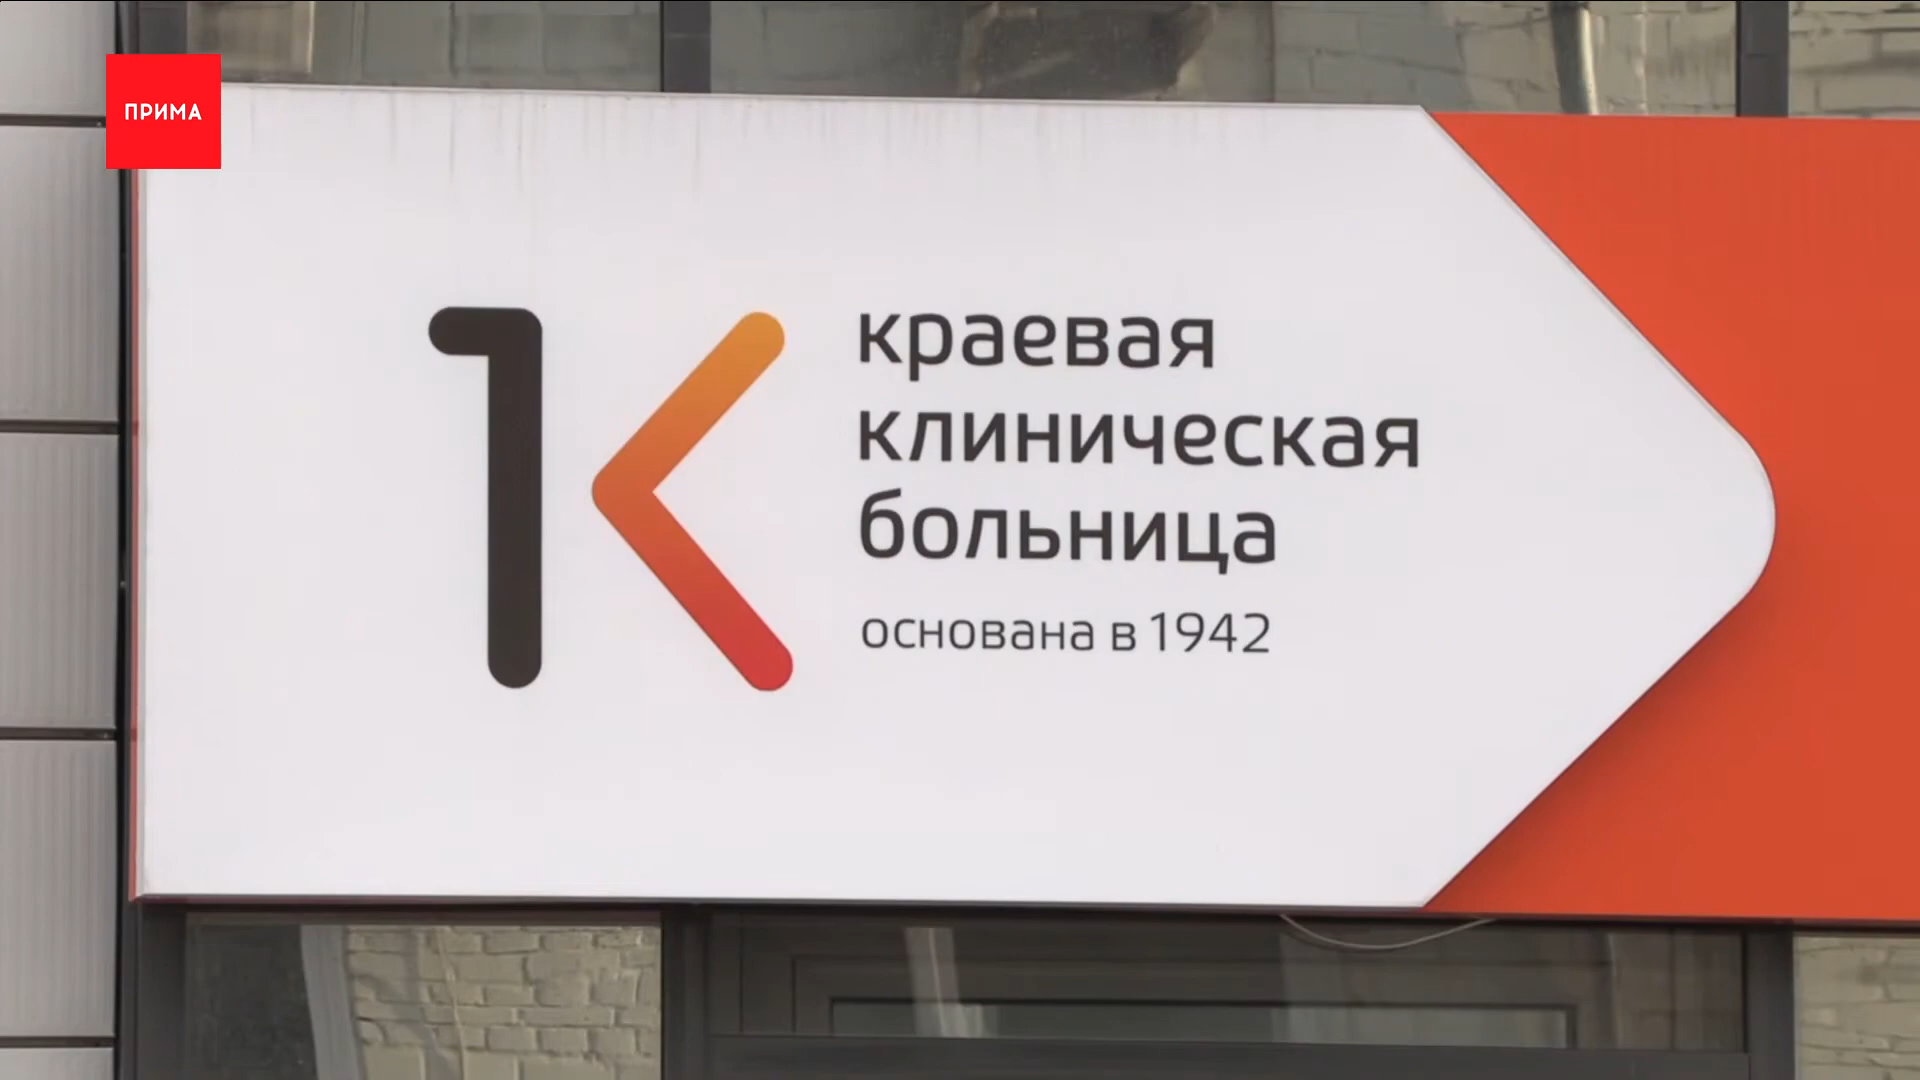 ПРИМА
1К
краевая
клиническая
больница
основана в 1942